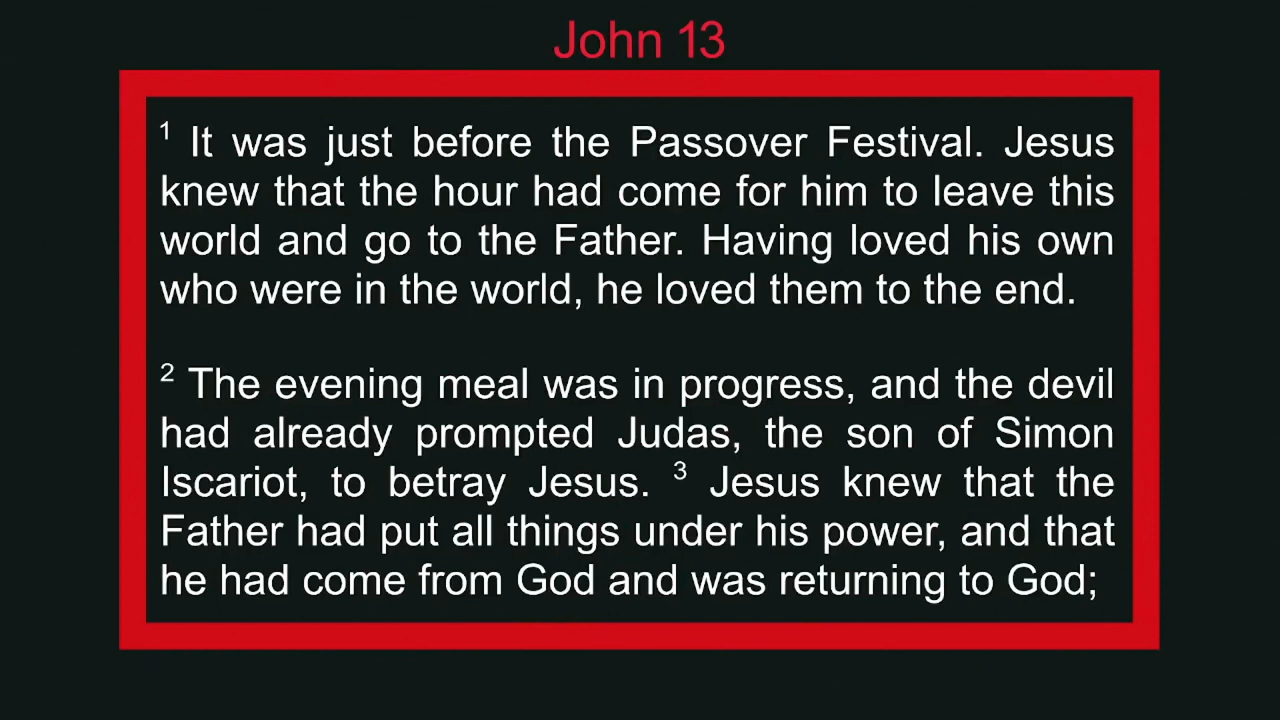 John 13
1 It was just before the Passover Festival. Jesus
knew that the hour had come for him to leave this
world and go to the Father. Having loved his own
who were in the world, he loved them to the end.
2 The evening meal was in progress, and the devil
had already prompted Judas, the son of Simon
Iscariot, to betray Jesus. 3 Jesus knew that the
Father had put all things under his power, and that
he had come from God and was returning to God;